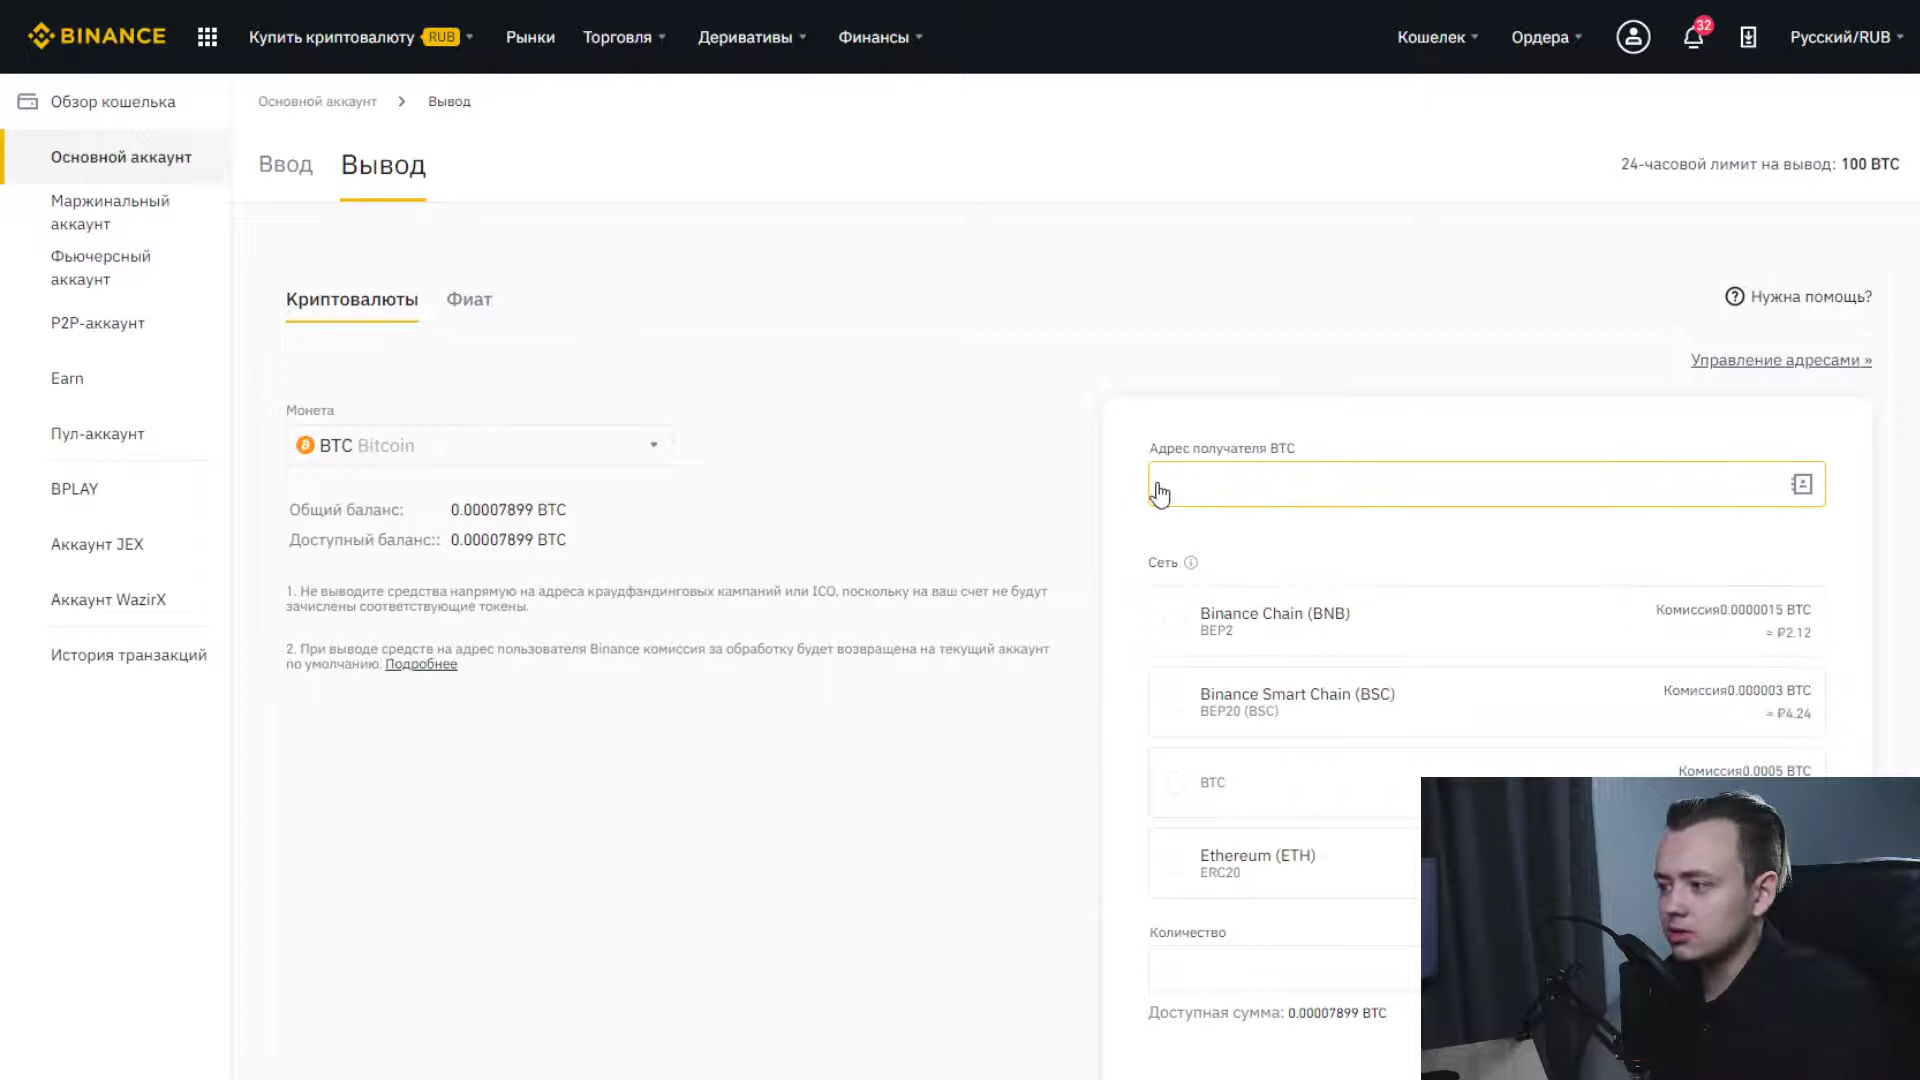 BINANCE
Купить криптовалюту RUB
Рынки
Торговля
Деривативы
Финансы
Кошелек
Ордера
32
Русский/RUB
Обзор кошелька
Основной аккаунт
Маржинальный
аккаунт
Фьючерсный
аккаунт
P2P-аккаунт
Earn
Пул-аккаунт
BPLAY
Аккаунт JEX
Аккаунт WazirX
История транзакций
Основной аккаунт > Вывод
Ввод
Вывод
24-часовой лимит на вывод: 100 BTC
Криптовалюты
Фиат
Нужна помощь?
Управление адресами »
Монета
BTC Bitcoin
Общий баланс: 0.00007899 BTC
Доступный баланс:: 0.00007899 BTC
1. Не выводите средства напрямую на адреса краудфандинговых кампаний или ICO, поскольку на ваш счет не будут
зачислены соответствующие токены.
2. При выводе средств на адрес пользователя Binance комиссия за обработку будет возвращена на текущий аккаунт
по умолчанию. Подробнее
Адрес получателя BTC
Сеть
Binance Chain (BNB)
BEP2
Комиссия0.0000015 BTC
≈ ₽2.12
Binance Smart Chain (BSC)
BEP20 (BSC)
Комиссия0.000003 BTC
≈ ₽4.24
BTC
Комиссия0.0005 BTC
Ethereum (ETH)
ERC20
Количество
Доступная сумма: 0.00007899 BTC